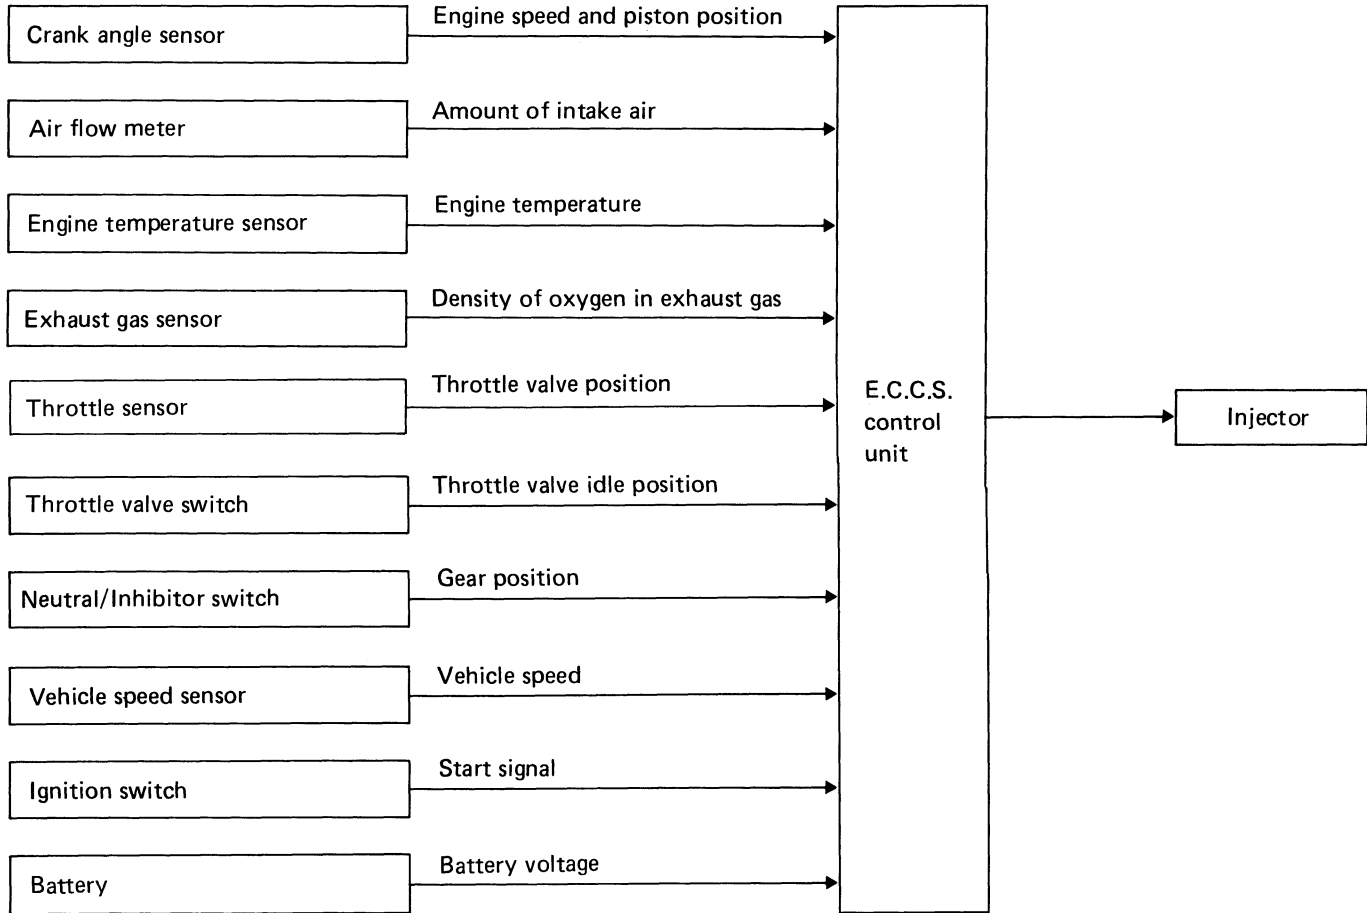 Crank angle sensor
Engine speed and piston position
Air flow meter
Amount of intake air
Engine temperature sensor
Engine temperature
Exhaust gas sensor
Density of oxygen in exhaust gas
Throttle sensor
Throttle valve position
Throttle valve switch
Throttle valve idle position
Neutral/Inhibitor switch
Gear position
Vehicle speed sensor
Vehicle speed
Ignition switch
Start signal
Battery
Battery voltage
E.C.C.S.
control
unit
Injector